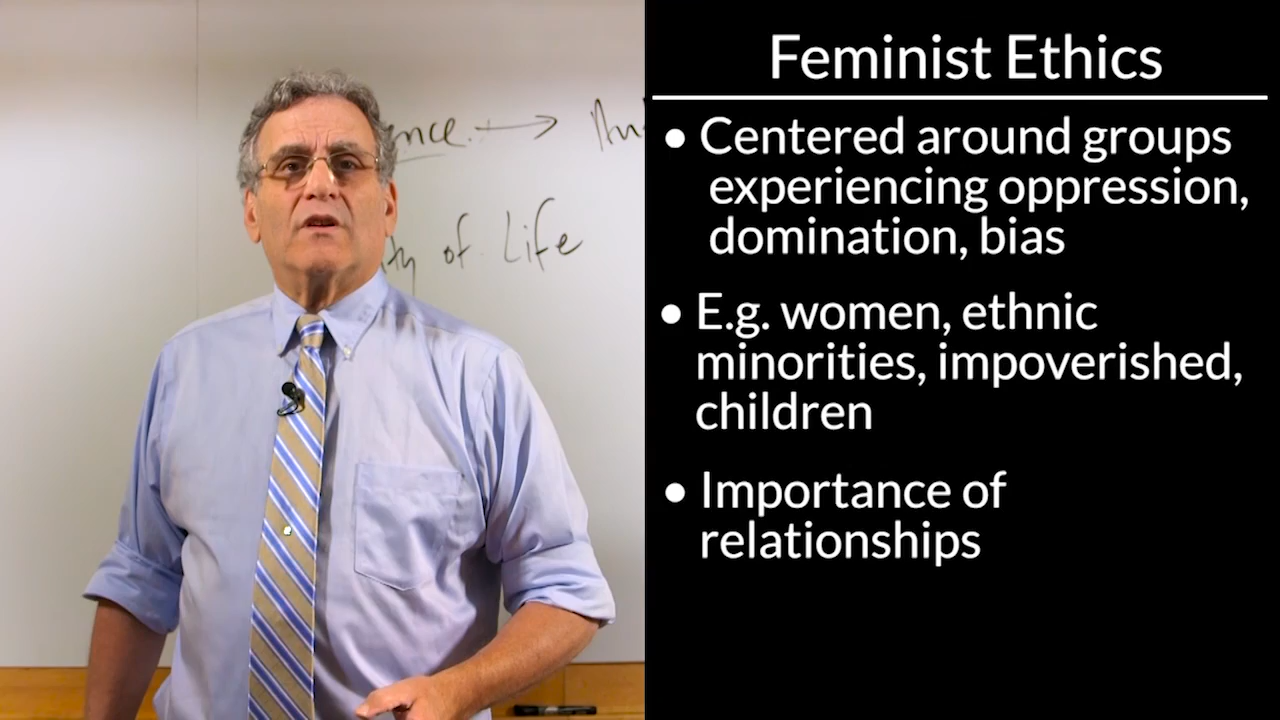 Feminist Ethics
• Centered around groups
experiencing oppression,
domination, bias
• E.g. women, ethnic
minorities, impoverished,
children
• Importance of
relationships
of Life